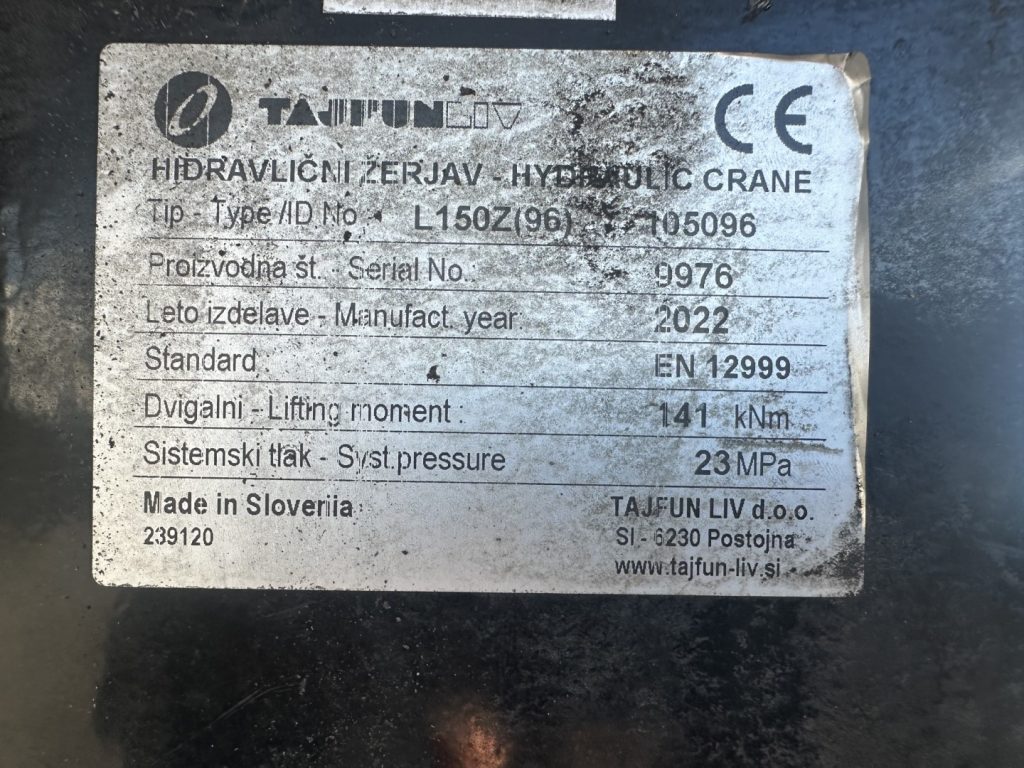 TAJFUNLIV CE
HIDRAVLIČNI ŽERJAV - HYDRAULIC CRANE
Tip - Type /ID No. L150Z(96) 105096
Proizvodna št. - Serial No.: 9976
Leto izdelave - Manufact. year: 2022
Standard : EN 12999
Dvigalni - Lifting moment : 141 kNm
Sistemski tlak - Syst.pressure 23 MPa
Made in Slovenia TAJFUN LIV d.o.o.
239120 SI - 6230 Postojna
www.tajfun-liv.si